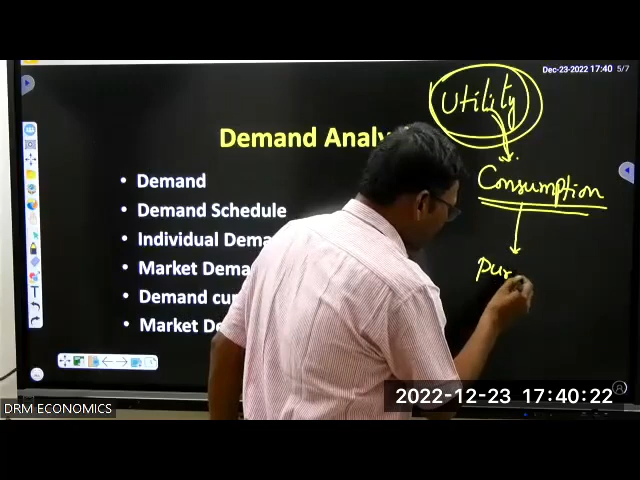 Dec-23-2022 17:40 5/7
Utility
Demand Analy
• Demand
Consumption
• Demand Schedule
• Individual Dema
• Market Dema
pur
• Demand cur
• Market De
2022-12-23 17:40:22
DRM ECONOMICS